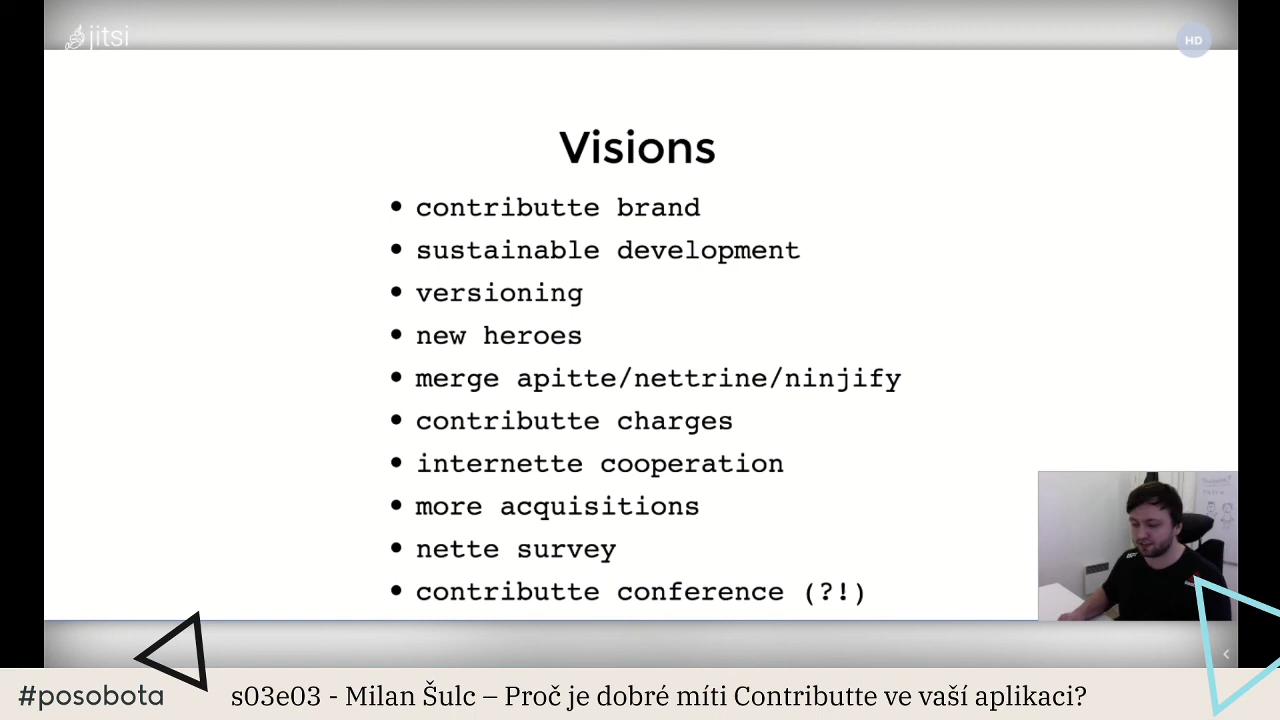 jitsi
HD
Visions
• contributte brand
• sustainable development
• versioning
• new heroes
• merge apitte/nettrine/ninjify
• contributte charges
• internette cooperation
• more acquisitions
• nette survey
• contributte conference (?!)
#posobota
s03e03 - Milan Šulc – Proč je dobré míti Contributte ve vaší aplikaci?